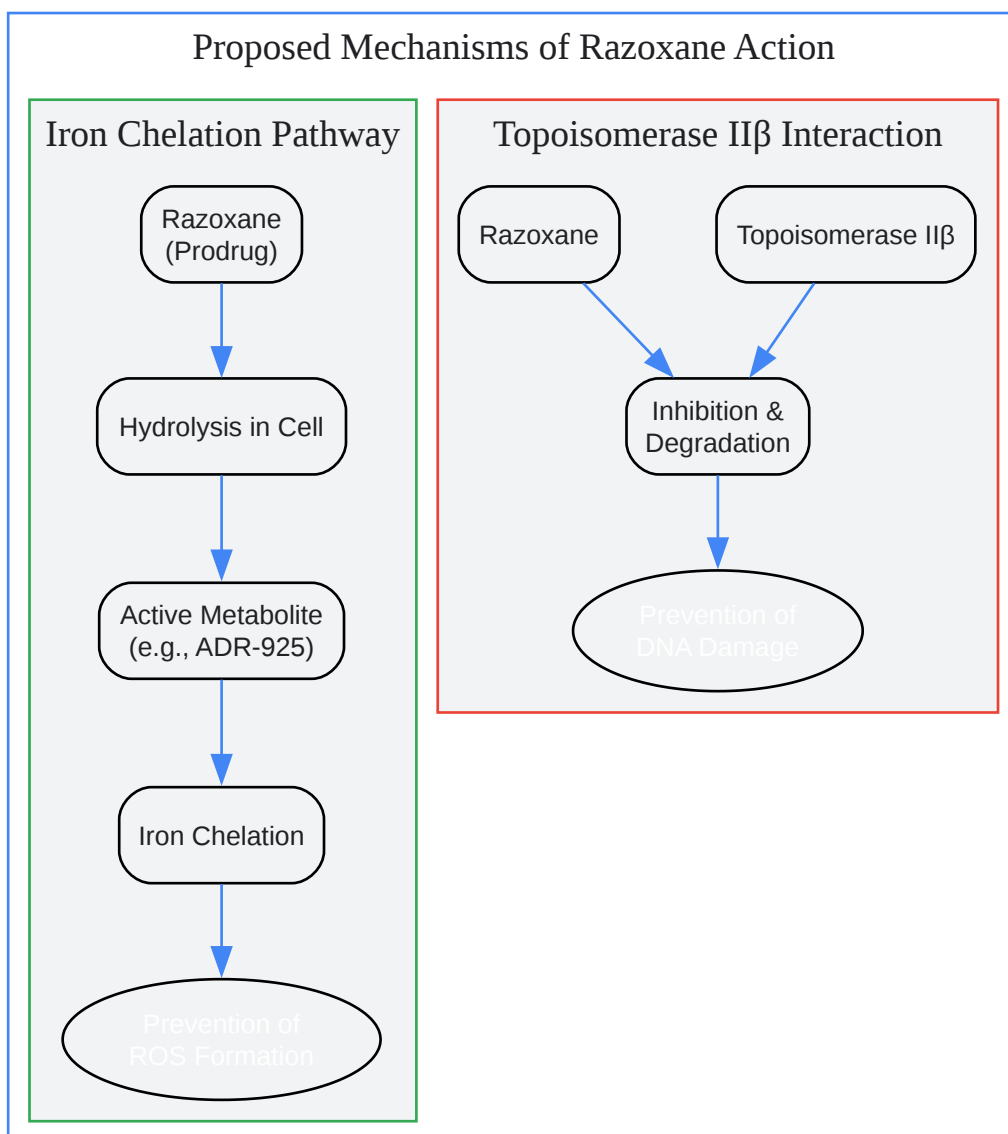 Proposed Mechanisms of Razoxane Action
Iron Chelation Pathway
Razoxane
(Prodrug)
Hydrolysis in Cell
Active Metabolite
(e.g., ADR-925)
Iron Chelation
Prevention of
ROS Formation
Topoisomerase IIβ Interaction
Razoxane
Topoisomerase IIβ
Inhibition &
Degradation
Prevention of
DNA Damage